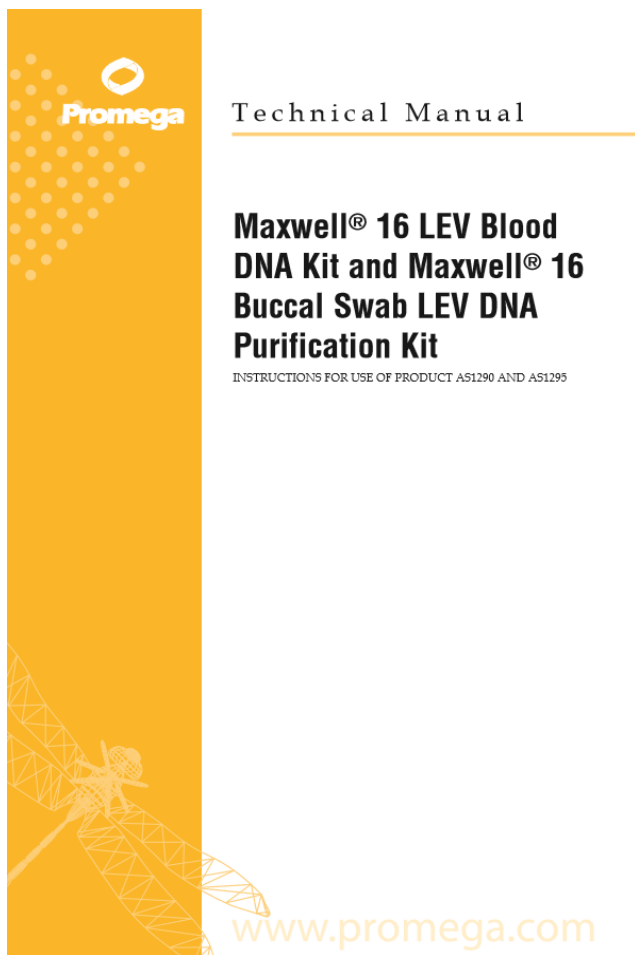 Promega
Technical Manual
Maxwell® 16 LEV Blood
DNA Kit and Maxwell® 16
Buccal Swab LEV DNA
Purification Kit
INSTRUCTIONS FOR USE OF PRODUCT AS1290 AND AS1295
www.promega.com